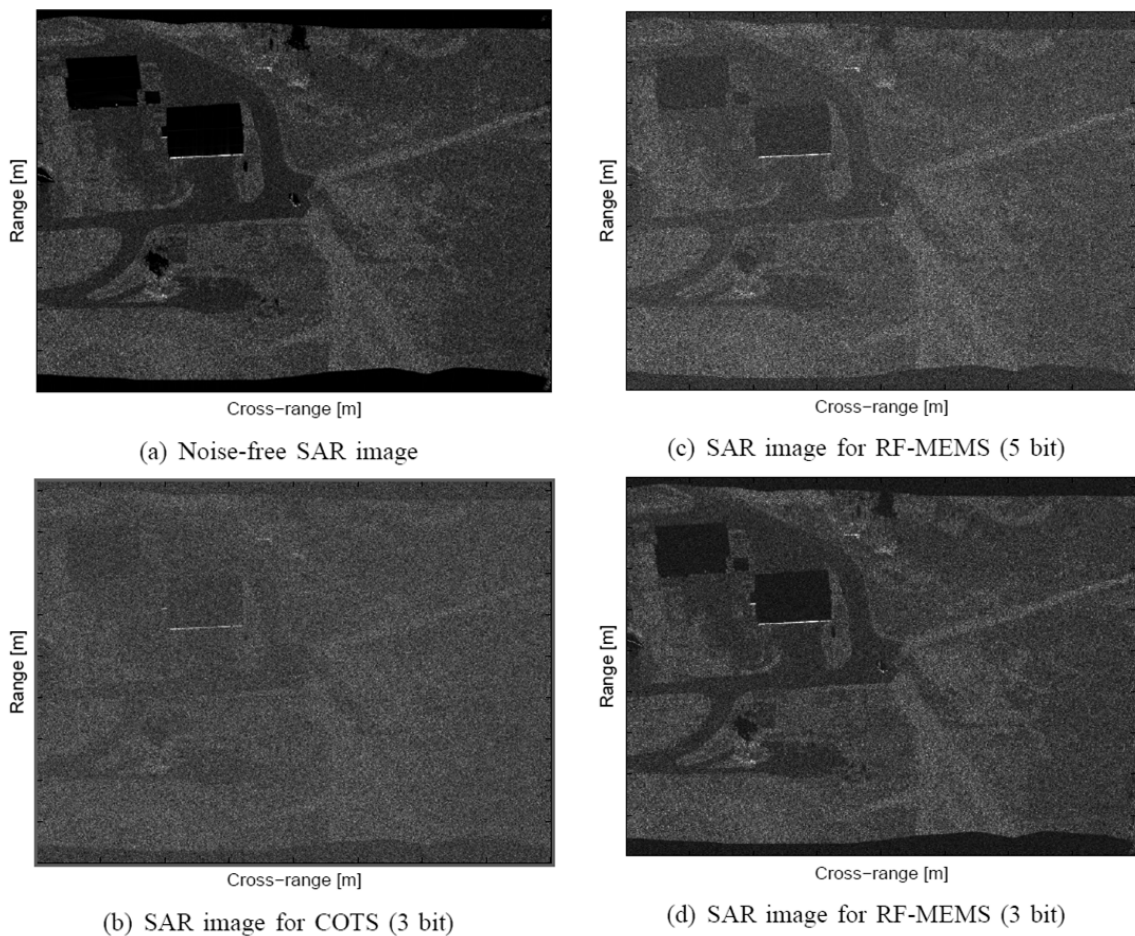 Range [m]
Cross−range [m]
(a) Noise-free SAR image
Range [m]
Cross−range [m]
(c) SAR image for RF-MEMS (5 bit)
Range [m]
Cross−range [m]
(b) SAR image for COTS (3 bit)
Range [m]
Cross−range [m]
(d) SAR image for RF-MEMS (3 bit)